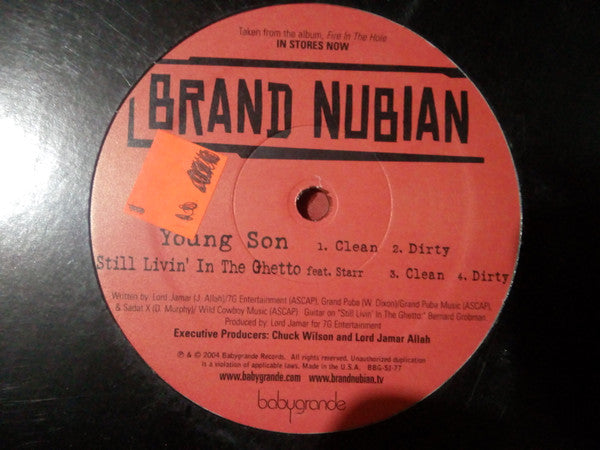 Taken from the album, Fire In The Hole
IN STORES NOW
BRAND NUBIAN
Young Son 1. Clean 2. Dirty
Still Livin' In The Ghetto feat. Starr 3. Clean 4. Dirty
Written by: Lord Jamar (J. Allah)/7G Entertainment (ASCAP), Grand Puba (W. Dixon)/Grand Puba Music (ASCAP),
& Sadat X (D. Murphy)/ Wild Cowboy Music (ASCAP) Guitar on "Still Livin' In The Ghetto:" Bernard Grobman.
Produced by: Lord Jamar for 7G Entertainment
Executive Producers: Chuck Wilson and Lord Jamar Allah
℗ & © 2004 Babygrande Records. All rights reserved. Unauthorized duplication
is a violation of applicable laws. Made in the U.S.A. BBG-SJ-77
www.babygrande.com www.brandnubian.tv
babygrande